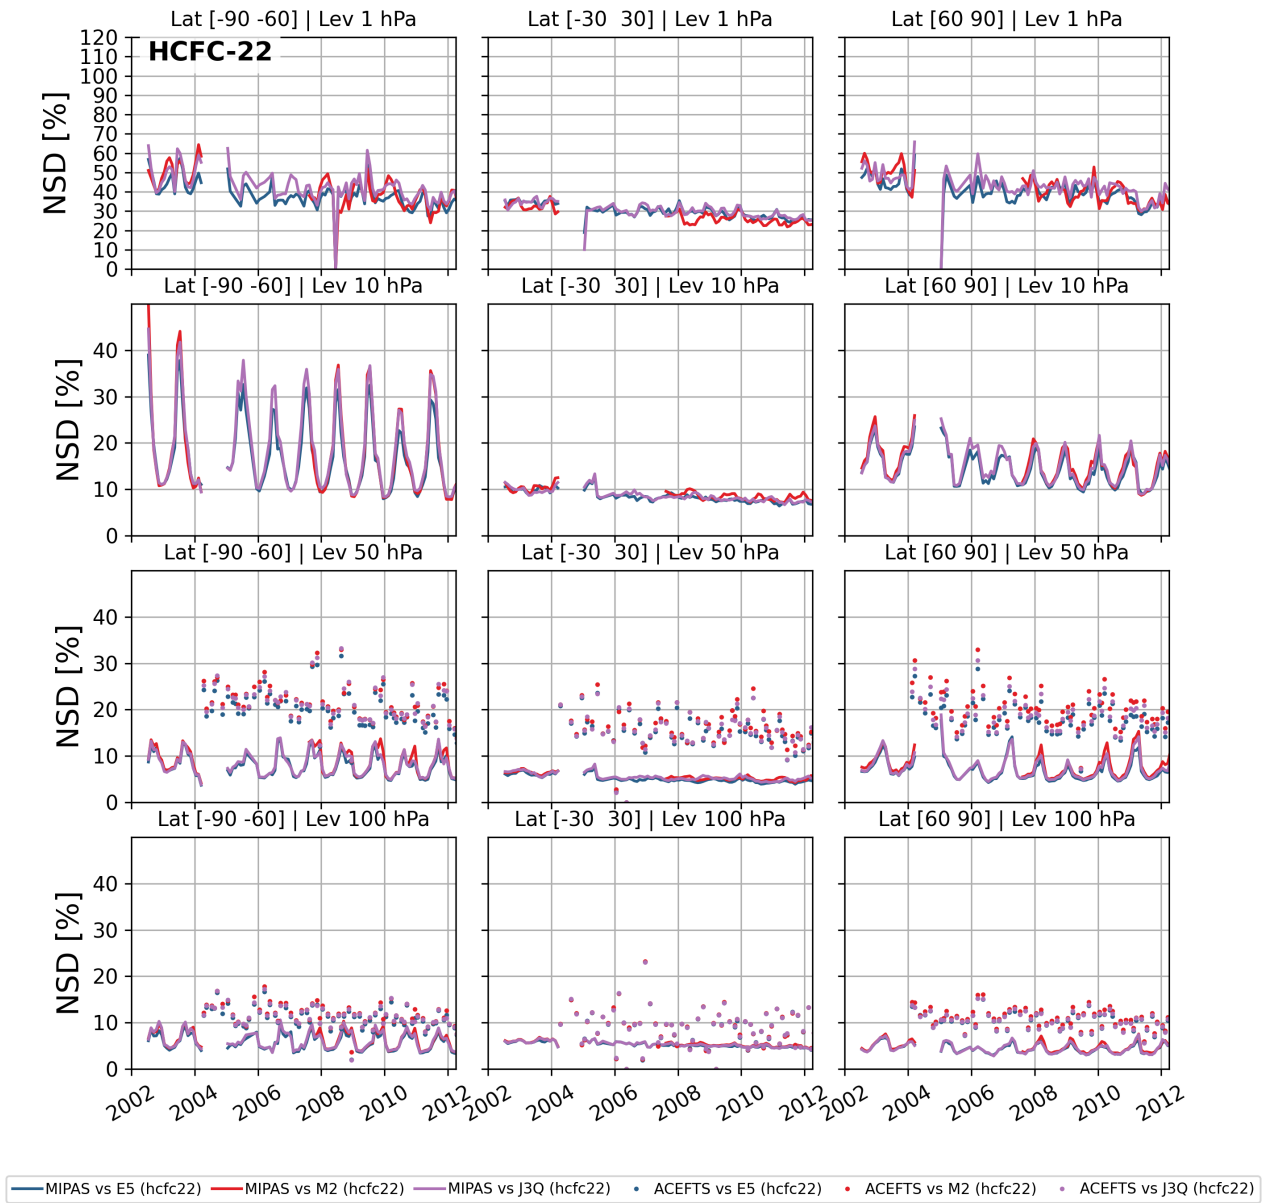 Lat [-90 -60] | Lev 1 hPa Lat [-30  30] | Lev 1 hPa Lat [60 90] | Lev 1 hPa
HCFC-22
NSD [%]
120
110
100
90
80
70
60
50
40
30
20
10
0
Lat [-90 -60] | Lev 10 hPa Lat [-30  30] | Lev 10 hPa Lat [60 90] | Lev 10 hPa
NSD [%]
40
30
20
10
0
Lat [-90 -60] | Lev 50 hPa Lat [-30  30] | Lev 50 hPa Lat [60 90] | Lev 50 hPa
NSD [%]
40
30
20
10
0
Lat [-90 -60] | Lev 100 hPa Lat [-30  30] | Lev 100 hPa Lat [60 90] | Lev 100 hPa
NSD [%]
40
30
20
10
0
2002 2004 2006 2008 2010 2012 2002 2004 2006 2008 2010 2012 2002 2004 2006 2008 2010 2012
MIPAS vs E5 (hcfc22) MIPAS vs M2 (hcfc22) MIPAS vs J3Q (hcfc22) ACEFTS vs E5 (hcfc22) ACEFTS vs M2 (hcfc22) ACEFTS vs J3Q (hcfc22)